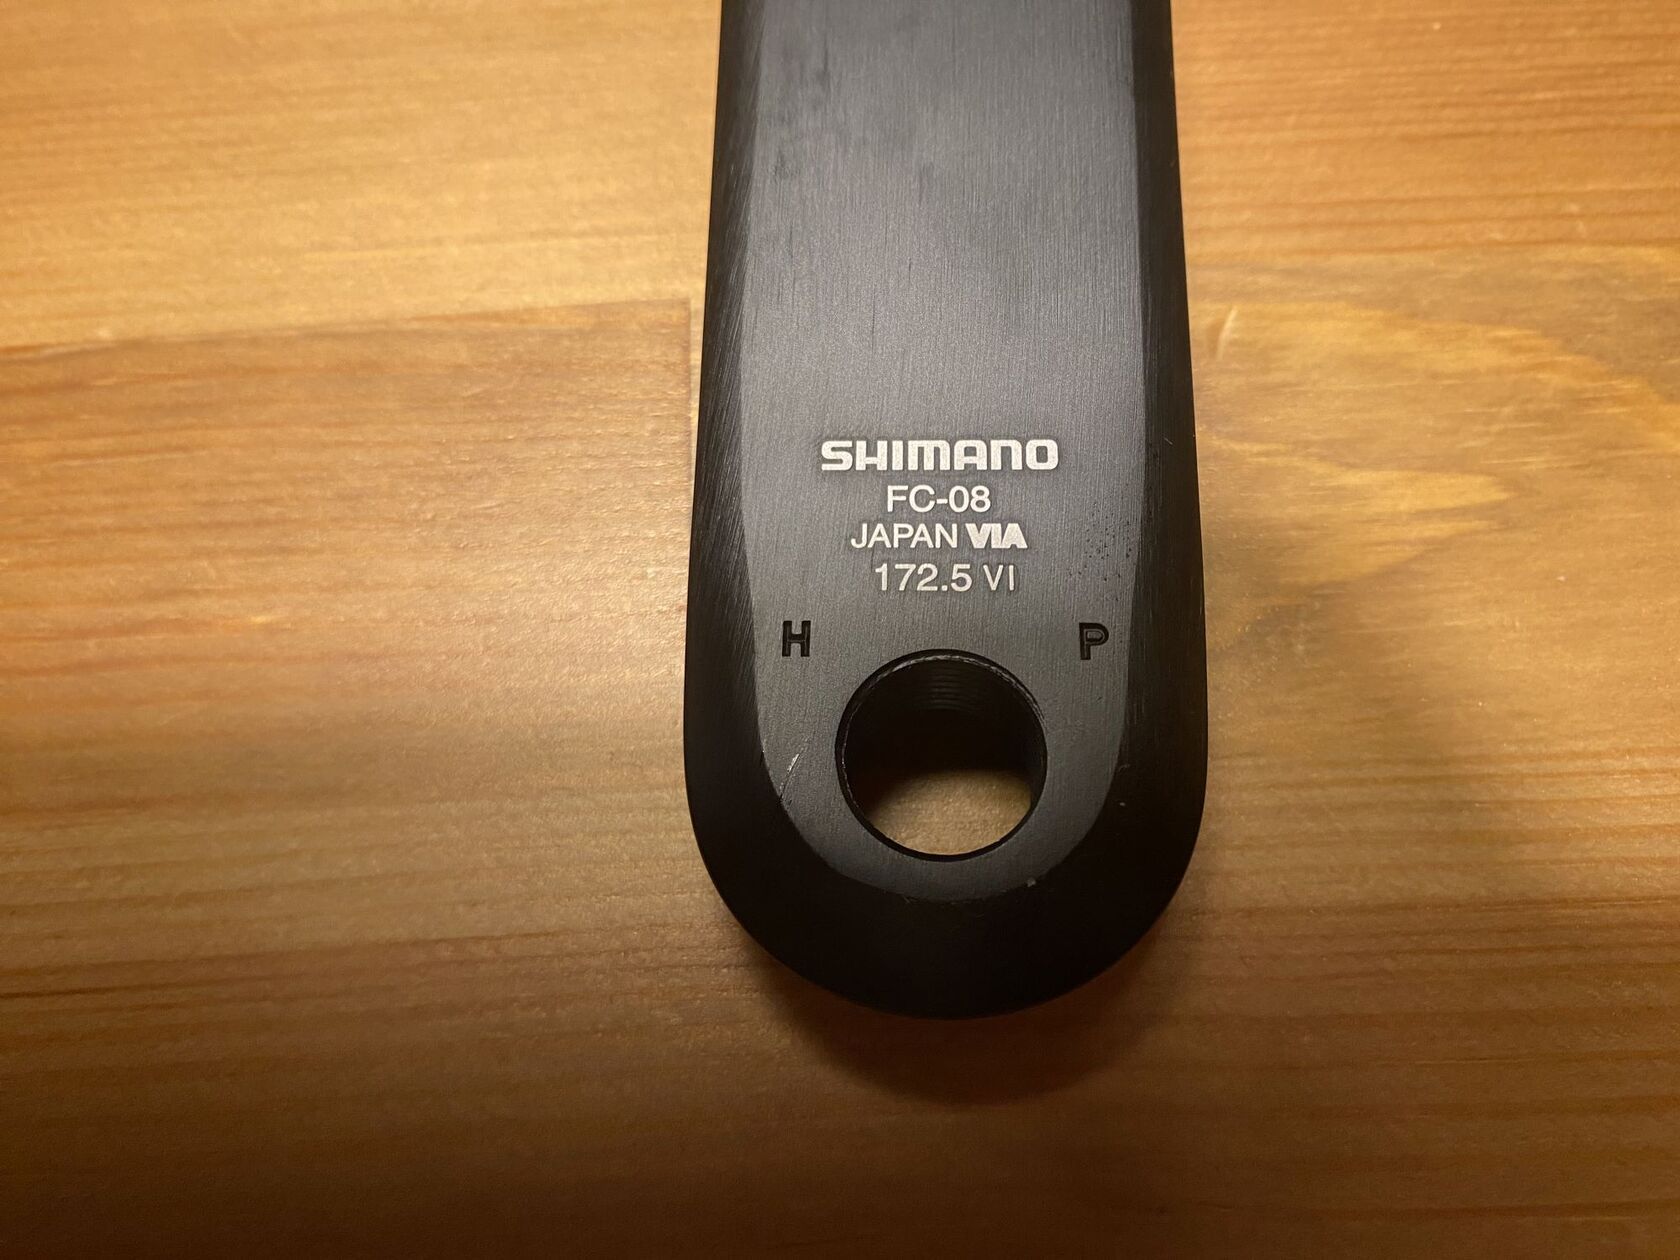 SHIMANO
FC-08
JAPAN VIA
172.5 VI
H P